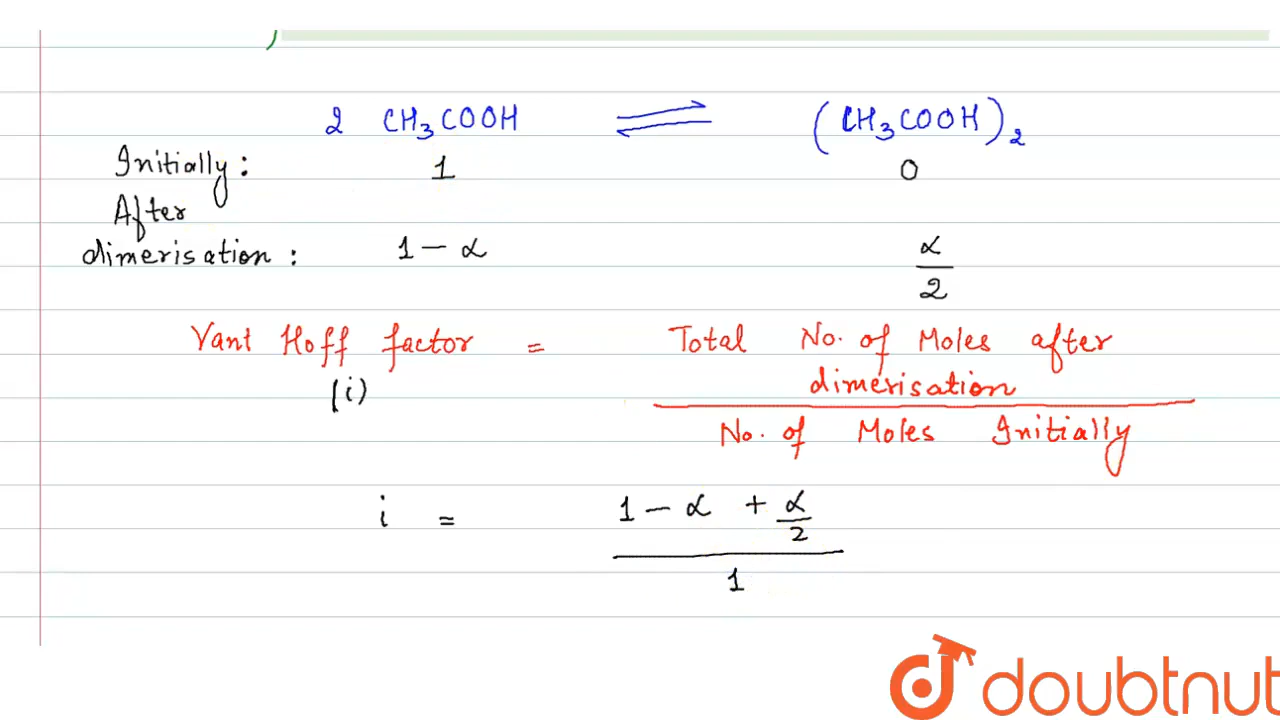 2 CH3COOH ⇌ (CH3COOH)2
Initially: 1 0
After
dimerisation: 1 - α α/2
Vant Hoff factor = Total No. of Moles after
(i) dimerisation
No. of Moles Initially
i = 1 - α + α/2
1
doubtnut